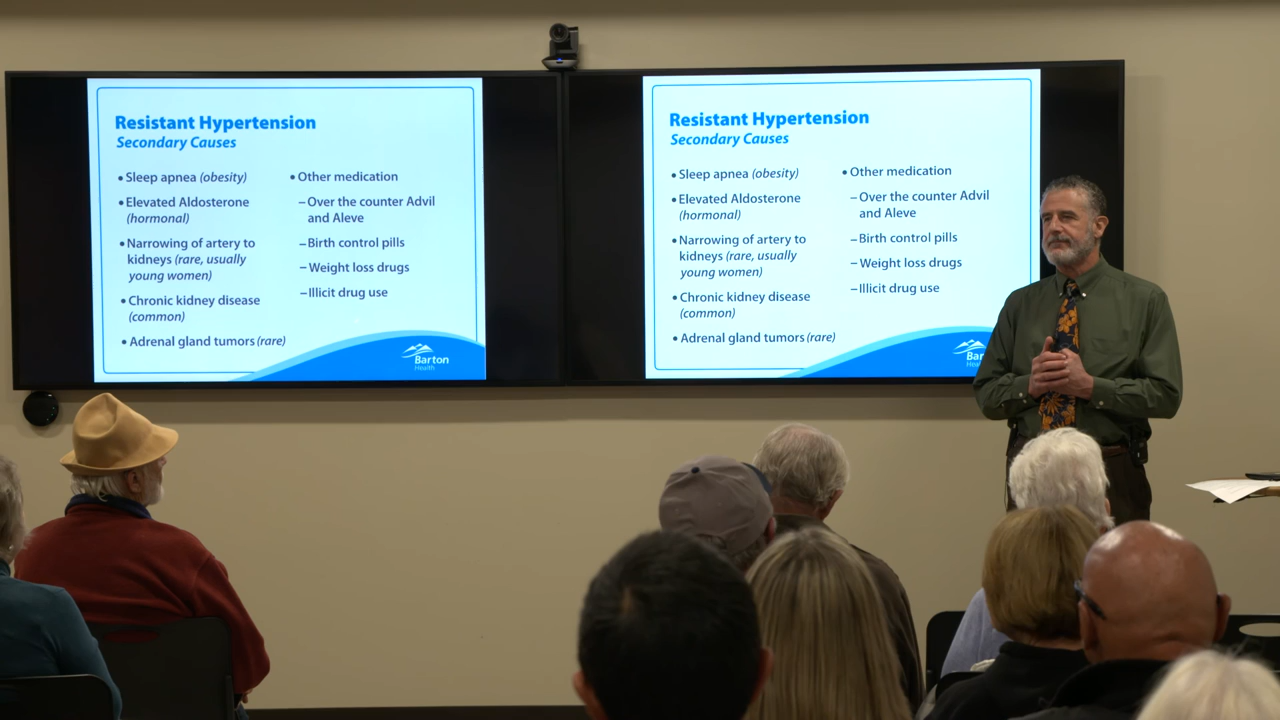 Resistant Hypertension
Secondary Causes
• Sleep apnea (obesity)
• Elevated Aldosterone
(hormonal)
• Narrowing of artery to
kidneys (rare, usually
young women)
• Chronic kidney disease
(common)
• Adrenal gland tumors (rare)
• Other medication
– Over the counter Advil
and Aleve
– Birth control pills
– Weight loss drugs
– Illicit drug use
Barton
Health
Resistant Hypertension
Secondary Causes
• Sleep apnea (obesity)
• Elevated Aldosterone
(hormonal)
• Narrowing of artery to
kidneys (rare, usually
young women)
• Chronic kidney disease
(common)
• Adrenal gland tumors (rare)
• Other medication
– Over the counter Advil
and Aleve
– Birth control pills
– Weight loss drugs
– Illicit drug use
Bar
Hea